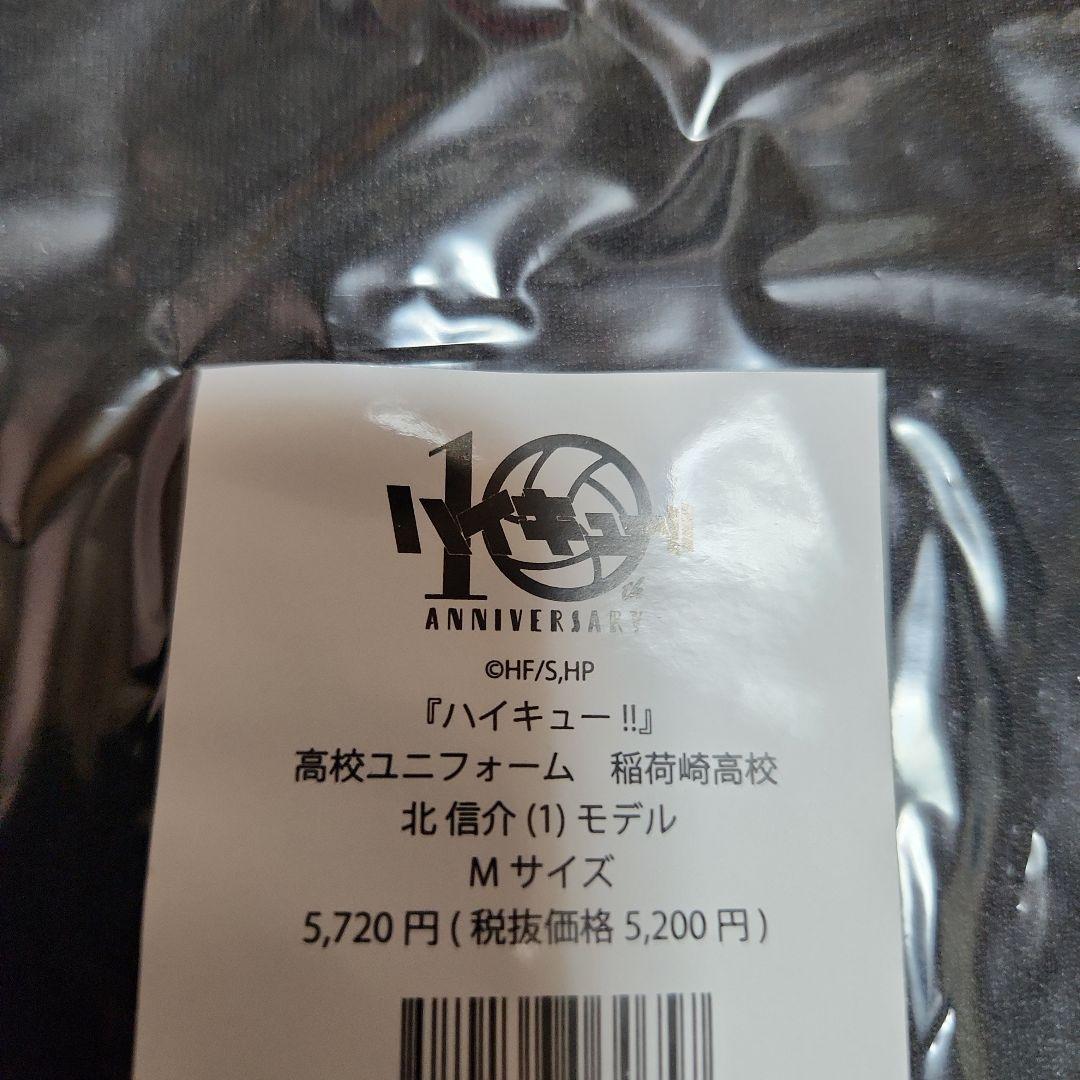 10th
ハイキュー!!
ANNIVERSARY
©HF/S,HP
『ハイキュー!!』
高校ユニフォーム　稲荷崎高校
北 信介 (1) モデル
M サイズ
5,720 円 ( 税抜価格 5,200 円 )